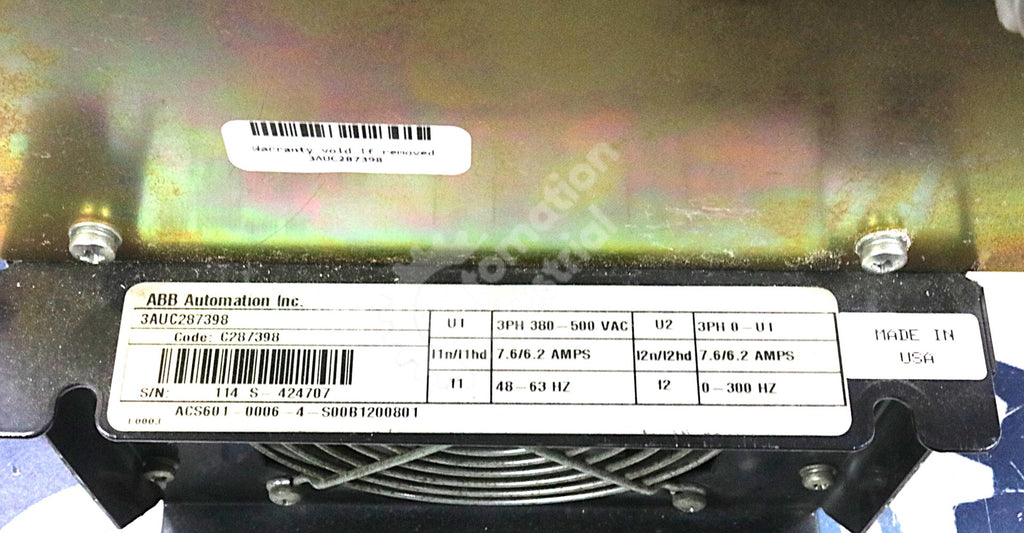 Warranty void if removed
3AUC287398
tomation
strial
ABB Automation Inc.
3AUC287398
Code: C287398
S/N: 114 S- 424707
ACS601-0006-4-S00B1200801
U1 3PH 380-500 VAC U2 3PH 0-U1
I1n/I1hd 7.6/6.2 AMPS I2n/I2hd 7.6/6.2 AMPS
f1 48-63 HZ f2 0-300 HZ
MADE IN
USA